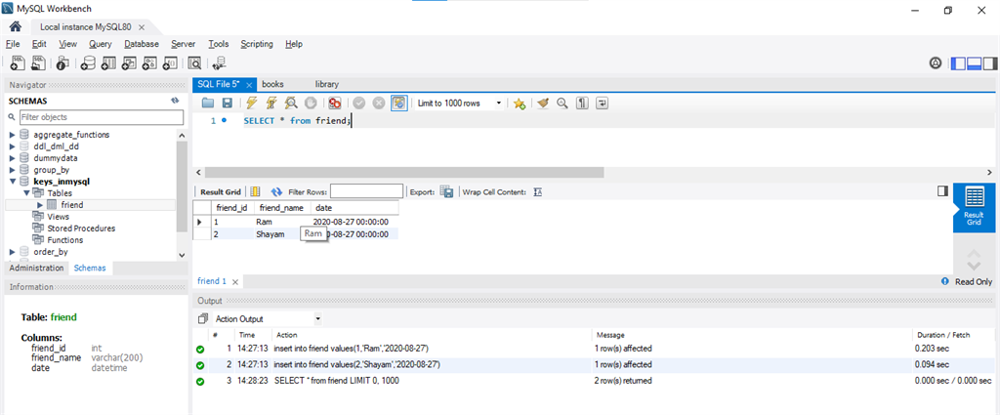 MySQL Workbench
Local instance MySQL80
File Edit View Query Database Server Tools Scripting Help
Navigator
SCHEMAS
Filter objects
aggregate_functions
ddl_dml_dd
dummydata
group_by
keys_inmysql
Tables
friend
Views
Stored Procedures
Functions
order_by
Administration Schemas
Information
Table: friend
Columns:
friend_id int
friend_name varchar(200)
date datetime
SQL File 5* books library
Limit to 1000 rows
1 SELECT * from friend;
Result Grid Filter Rows: Export: Wrap Cell Content:
friend_id friend_name date
1 Ram 2020-08-27 00:00:00
2 Shayam 0-08-27 00:00:00
Ram
Result
Grid
friend 1
Read Only
Output
Action Output
# Time Action Message Duration / Fetch
1 14:27:13 insert into friend values(1,'Ram','2020-08-27') 1 row(s) affected 0.203 sec
2 14:27:13 insert into friend values(2,'Shayam','2020-08-27') 1 row(s) affected 0.094 sec
3 14:28:23 SELECT * from friend LIMIT 0, 1000 2 row(s) returned 0.000 sec / 0.000 sec